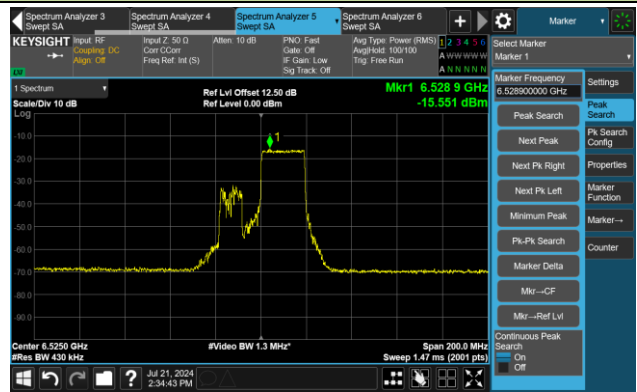 Spectrum Analyzer 3
Swept SA
Spectrum Analyzer 4
Swept SA
Spectrum Analyzer 5
Swept SA
Spectrum Analyzer 6
Swept SA
+
Marker
KEYSIGHT
Input: RF
Coupling: DC
Align: Off
Input Z: 50 Ω
Corr CCorr
Freq Ref: Int (S)
Atten: 10 dB
PNO: Fast
Gate: Off
IF Gain: Low
Sig Track: Off
Avg Type: Power (RMS)
Avg|Hold: 100/100
Trig: Free Run
1 2 3 4 5 6
A W W W W W
A N N N N N
LV
Select Marker
Marker 1
1 Spectrum
Scale/Div 10 dB
Log
Ref Lvl Offset 12.50 dB
Ref Level 0.00 dBm
Mkr1 6.528 9 GHz
-15.551 dBm
Marker Frequency
6.528900000 GHz
Peak Search
Next Peak
Next Pk Right
Next Pk Left
Minimum Peak
Pk-Pk Search
Marker Delta
Mkr→CF
Mkr→Ref Lvl
Continuous Peak
Search
On
Off
Settings
Peak
Search
Pk Search
Config
Properties
Marker
Function
Marker→
Counter
1
-10.0
-20.0
-30.0
-40.0
-50.0
-60.0
-70.0
-80.0
-90.0
Center 6.5250 GHz
#Res BW 430 kHz
#Video BW 1.3 MHz*
Span 200.0 MHz
Sweep 1.47 ms (2001 pts)
?
Jul 21, 2024
2:34:43 PM